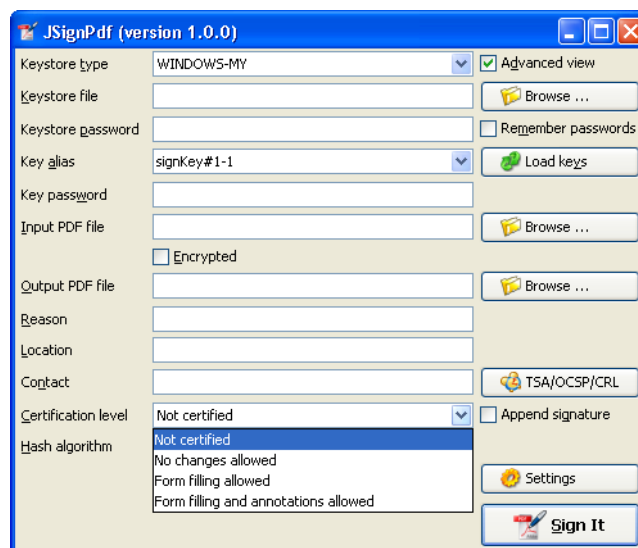 JSignPdf (version 1.0.0)
Keystore type WINDOWS-MY Advanced view
Keystore file Browse ...
Keystore password Remember passwords
Key alias signKey#1-1 Load keys
Key password
Input PDF file Browse ...
Encrypted
Output PDF file Browse ...
Reason
Location
Contact TSA/OCSP/CRL
Certification level Not certified Append signature
Hash algorithm Not certified
No changes allowed
Form filling allowed Settings
Form filling and annotations allowed
Sign It